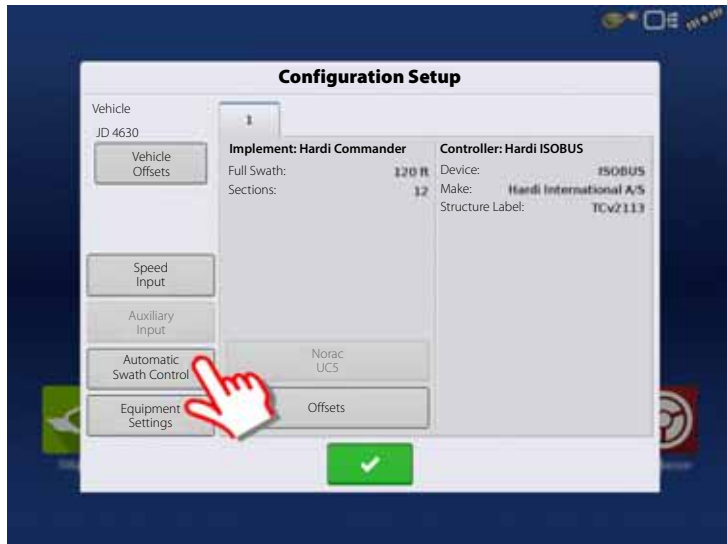 Configuration Setup
Vehicle
JD 4630
Vehicle
Offsets
Speed
Input
Auxiliary
Input
Automatic
Swath Control
Equipment
Settings
1
Implement: Hardi Commander
Full Swath: 120 ft
Sections: 12
Norac
UC5
Offsets
Controller: Hardi ISOBUS
Device: ISOBUS
Make: Hardi International A/S
Structure Label: TCv2113